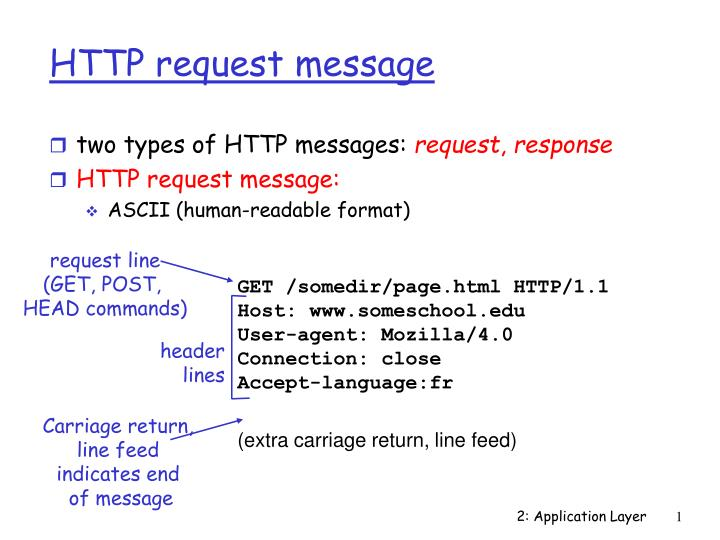 HTTP request message
two types of HTTP messages: request, response
HTTP request message:
ASCII (human-readable format)
request line
(GET, POST,
HEAD commands)
GET /somedir/page.html HTTP/1.1
Host: www.someschool.edu
User-agent: Mozilla/4.0
Connection: close
Accept-language:fr
header
lines
Carriage return,
line feed
indicates end
of message
(extra carriage return, line feed)
2: Application Layer 1